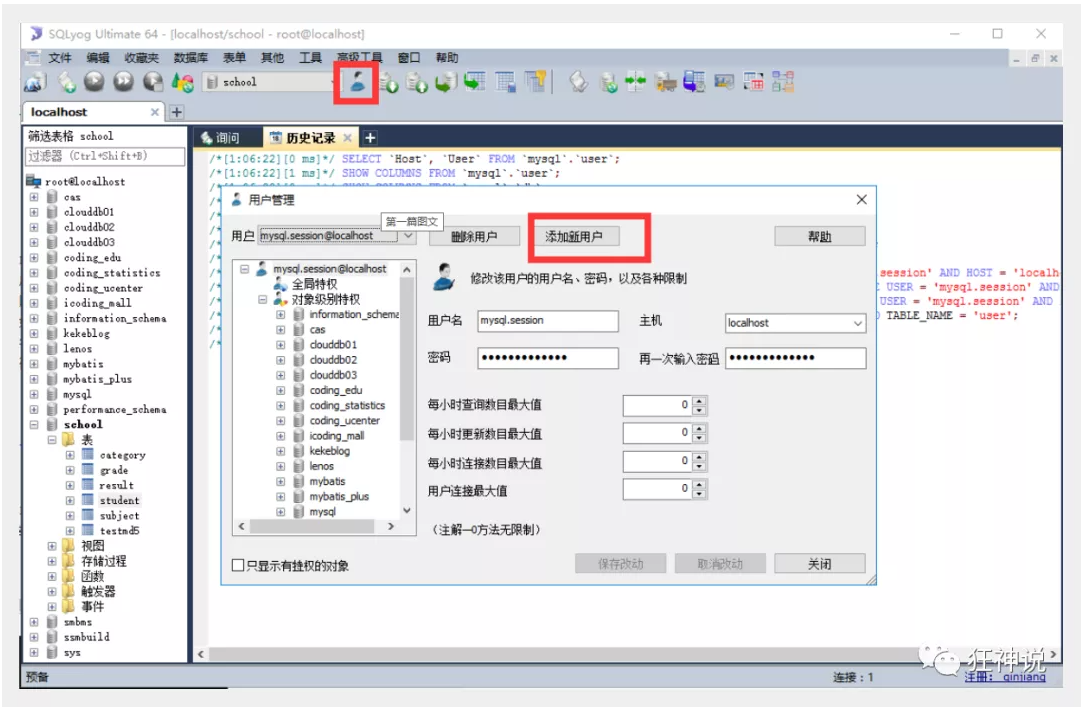 SQLyog Ultimate 64 - [localhost/school - root@localhost]
文件 编辑 收藏夹 数据库 表单 其他 工具 高级工具 窗口 帮助
school
localhost
筛选表格 school
过滤器 (Ctrl+Shift+B)
root@localhost
cas
clouddb01
clouddb02
clouddb03
coding_edu
coding_statistics
coding_ucenter
icoding_mall
information_schema
kekeblog
lenos
mybatis
mybatis_plus
mysql
performance_schema
school
表
category
grade
result
student
subject
testmd5
视图
存储过程
函数
触发器
事件
smbms
ssmbuild
sys
询问 历史记录
/*[1:06:22][0 ms]*/ SELECT `Host`, `User` FROM `mysql`.`user`;
/*[1:06:22][1 ms]*/ SHOW COLUMNS FROM `mysql`.`user`;
session' AND HOST = 'localh
USER = 'mysql.session' AND
USER = 'mysql.session' AND
TABLE_NAME = 'user';
用户管理
第一篇图文
用户 mysql.session@localhost 删除用户 添加新用户 帮助
mysql.session@localhost
全局特权
对象级别特权
information_schema
cas
clouddb01
clouddb02
clouddb03
coding_edu
coding_statistics
coding_ucenter
icoding_mall
kekeblog
lenos
mybatis
mybatis_plus
mysql
修改该用户的用户名、密码，以及各种限制
用户名 mysql.session 主机 localhost
密码 ●●●●●●●●●●●●● 再一次输入密码 ●●●●●●●●●●●●●
每小时查询数目最大值 0
每小时更新数目最大值 0
每小时连接数目最大值 0
用户连接最大值 0
（注解—0方法无限制）
只显示有挫权的对象
保存改动 取消改动 关闭
狂神说
预备 连接：1 注册： qinjiang